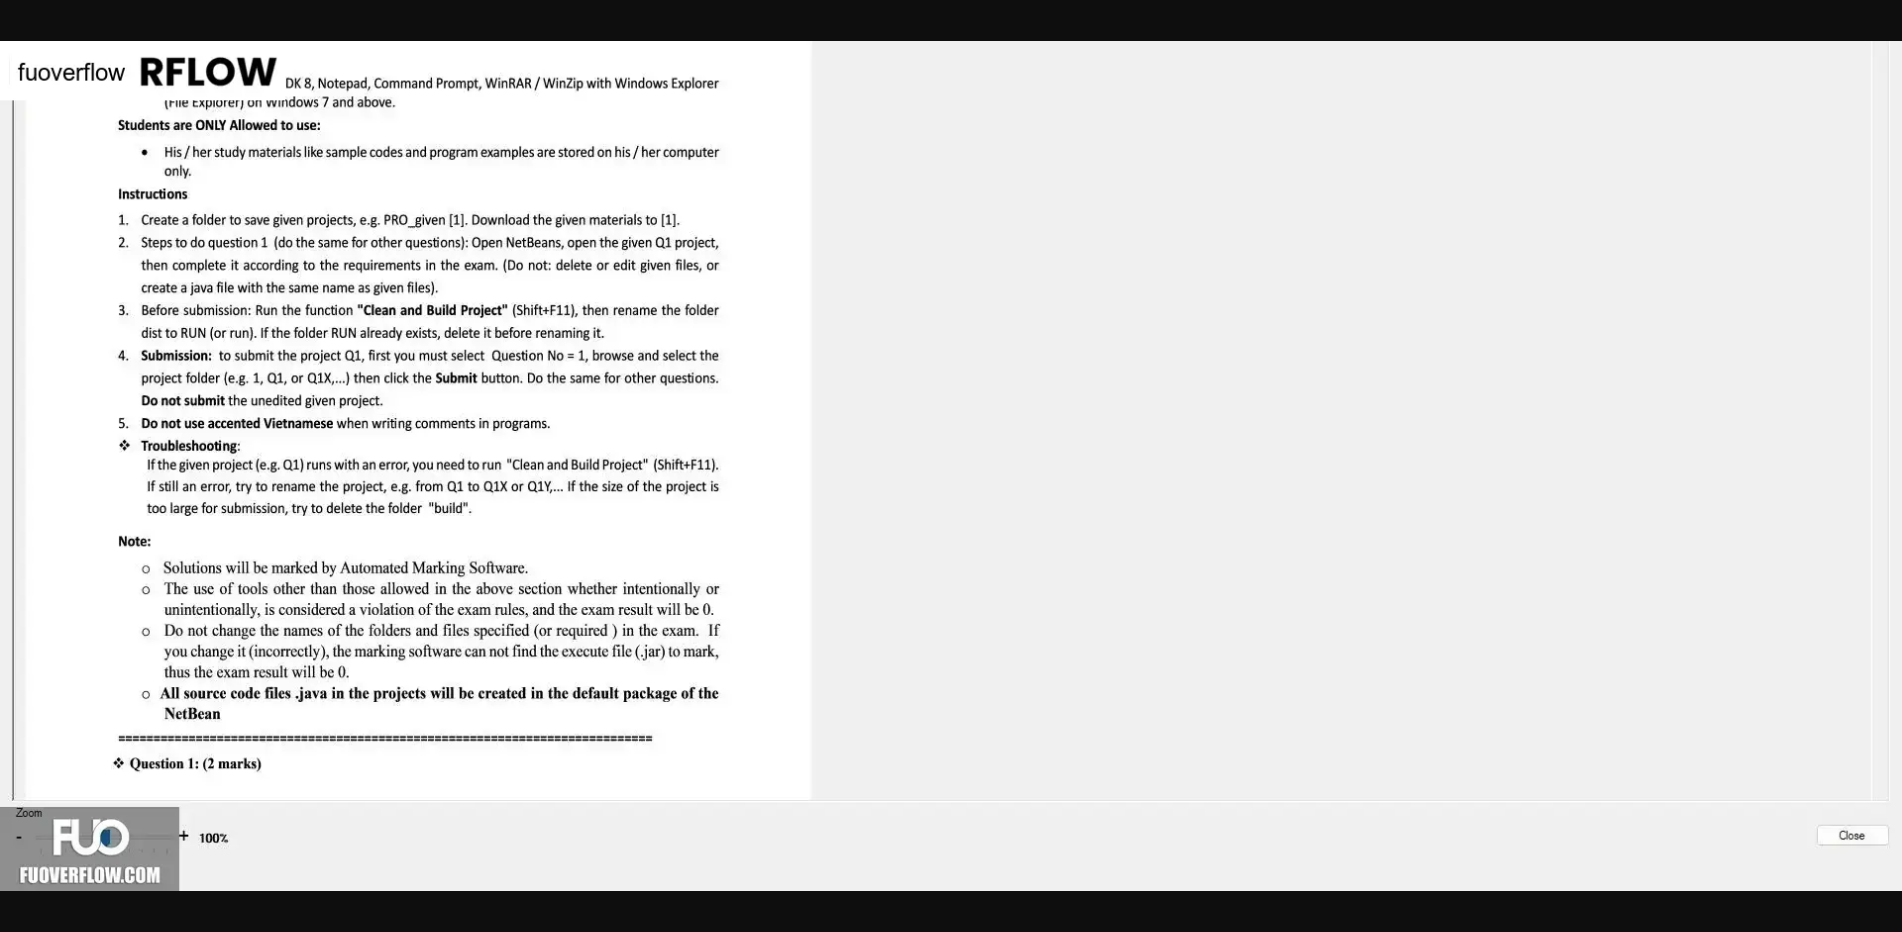 fuoverflow RFLOW DK 8, Notepad, Command Prompt, WinRAR / WinZip with Windows Explorer
(File Explorer) on Windows 7 and above.
Students are ONLY Allowed to use:
• His / her study materials like sample codes and program examples are stored on his / her computer
only.
Instructions
1. Create a folder to save given projects, e.g. PRO_given [1]. Download the given materials to [1].
2. Steps to do question 1 (do the same for other questions): Open NetBeans, open the given Q1 project,
then complete it according to the requirements in the exam. (Do not: delete or edit given files, or
create a java file with the same name as given files).
3. Before submission: Run the function "Clean and Build Project" (Shift+F11), then rename the folder
dist to RUN (or run). If the folder RUN already exists, delete it before renaming it.
4. Submission: to submit the project Q1, first you must select Question No = 1, browse and select the
project folder (e.g. 1, Q1, or Q1X,...) then click the Submit button. Do the same for other questions.
Do not submit the unedited given project.
5. Do not use accented Vietnamese when writing comments in programs.
❖ Troubleshooting:
If the given project (e.g. Q1) runs with an error, you need to run "Clean and Build Project" (Shift+F11).
If still an error, try to rename the project, e.g. from Q1 to Q1X or Q1Y,... If the size of the project is
too large for submission, try to delete the folder "build".
Note:
o Solutions will be marked by Automated Marking Software.
o The use of tools other than those allowed in the above section whether intentionally or
unintentionally, is considered a violation of the exam rules, and the exam result will be 0.
o Do not change the names of the folders and files specified (or required ) in the exam. If
you change it (incorrectly), the marking software can not find the execute file (.jar) to mark,
thus the exam result will be 0.
o All source code files .java in the projects will be created in the default package of the
NetBean
============================================================================
❖ Question 1: (2 marks)
Zoom
- + 100%
Close
FUO
FUOVERFLOW.COM